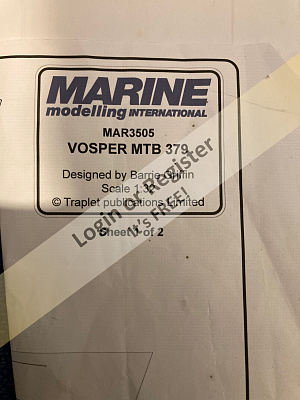 MARINE
modelling INTERNATIONAL
MAR3505
VOSPER MTB 379
Designed by Barrie Griffin
Scale 1:32
© Traplet publications Limited
Sheet 1 of 2
Login or Register
It's FREE!